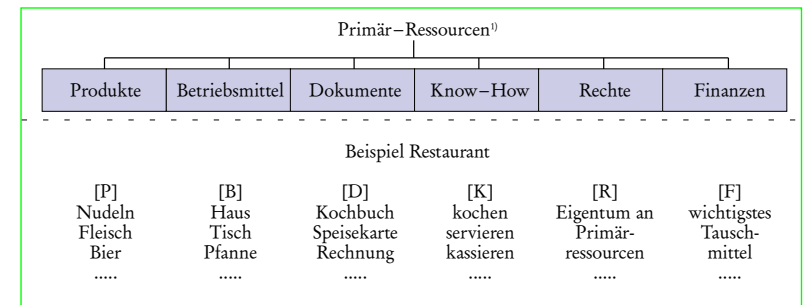 Primär–Ressourcen¹⁾
Produkte Betriebsmittel Dokumente Know–How Rechte Finanzen
Beispiel Restaurant
[P] [B] [D] [K] [R] [F]
Nudeln Haus Kochbuch kochen Eigentum an wichtigstes
Fleisch Tisch Speisekarte servieren Primär- Tausch-
Bier Pfanne Rechnung kassieren ressourcen mittel
..... ..... ..... ..... ..... .....